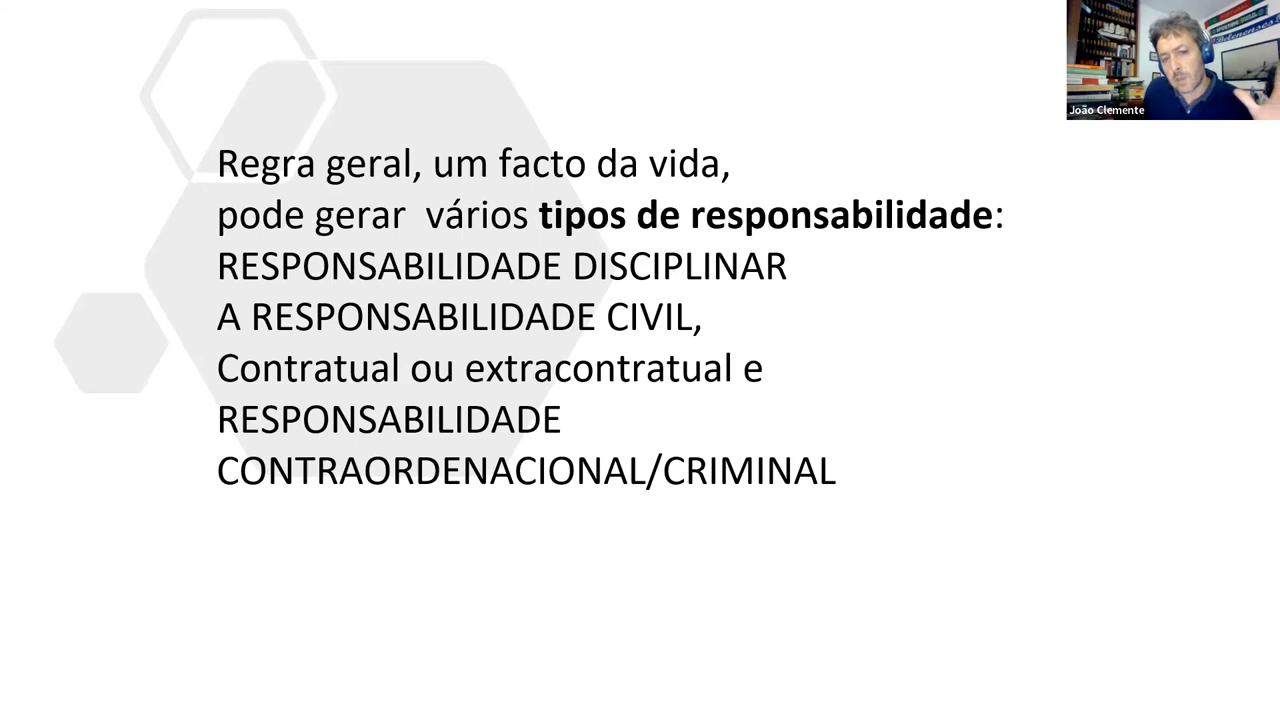 Regra geral, um facto da vida,
pode gerar  vários tipos de responsabilidade:
RESPONSABILIDADE DISCIPLINAR
A RESPONSABILIDADE CIVIL,
Contratual ou extracontratual e
RESPONSABILIDADE
CONTRAORDENACIONAL/CRIMINAL
Belenenses
João Clemente